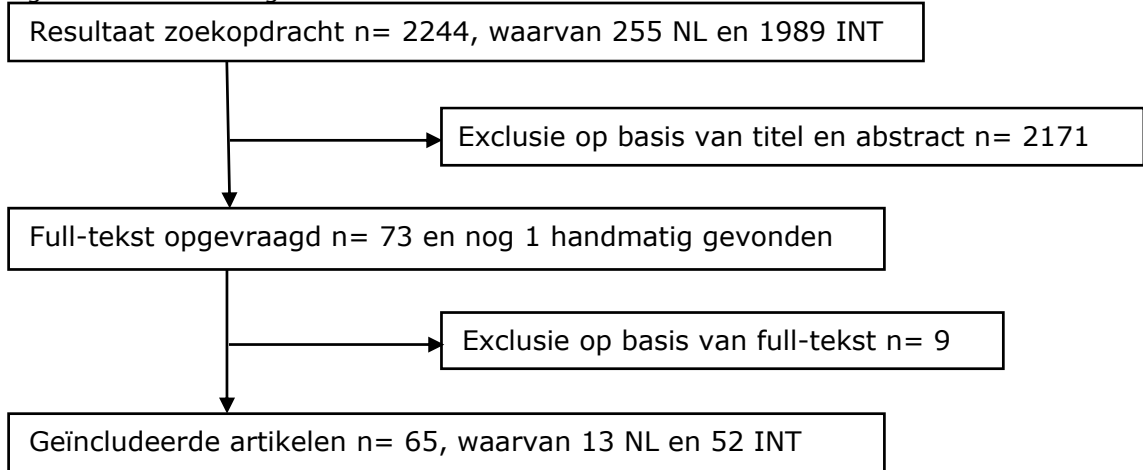 Resultaat zoekopdracht n= 2244, waarvan 255 NL en 1989 INT
Exclusie op basis van titel en abstract n= 2171
Full-tekst opgevraagd n= 73 en nog 1 handmatig gevonden
Exclusie op basis van full-tekst n= 9
Geïncludeerde artikelen n= 65, waarvan 13 NL en 52 INT